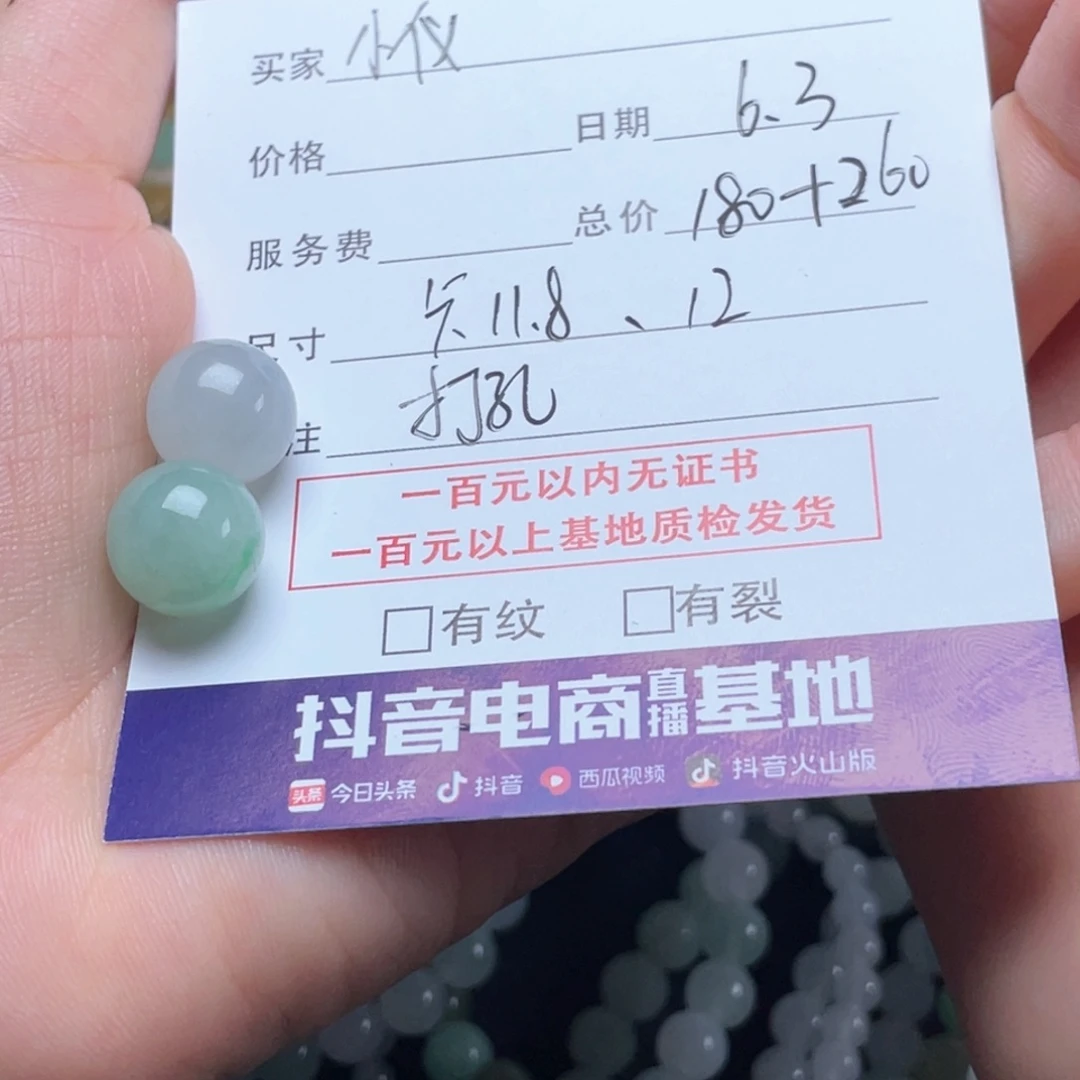 买家 小仪
价格 日期 6.3
服务费 总价 180+260
尺寸 卡11.8、12
注 打孔
一百元以内无证书
一百元以上基地质检发货
有纹 有裂
抖音电商直播基地
头条 今日头条 抖音 西瓜视频 抖音火山版